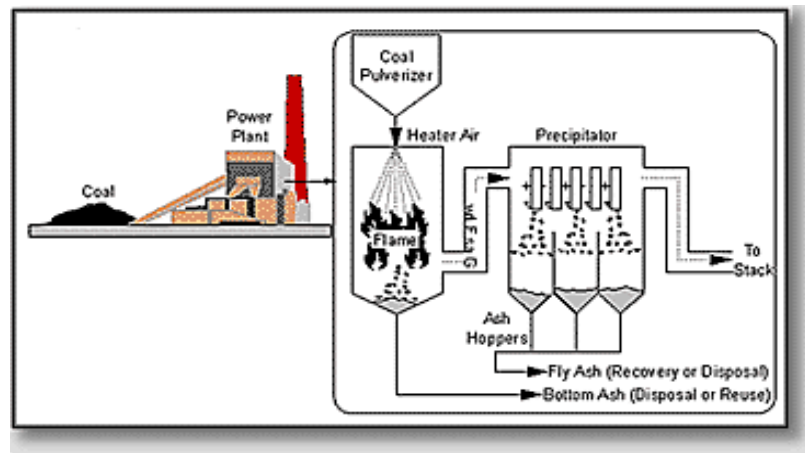 Coal
Pulverizer
Power
Plant
Heater Air
Precipitator
Coal
Flame
To
Stack
Ash
Hoppers
Fly Ash (Recovery or Disposal)
Bottom Ash (Disposal or Reuse)